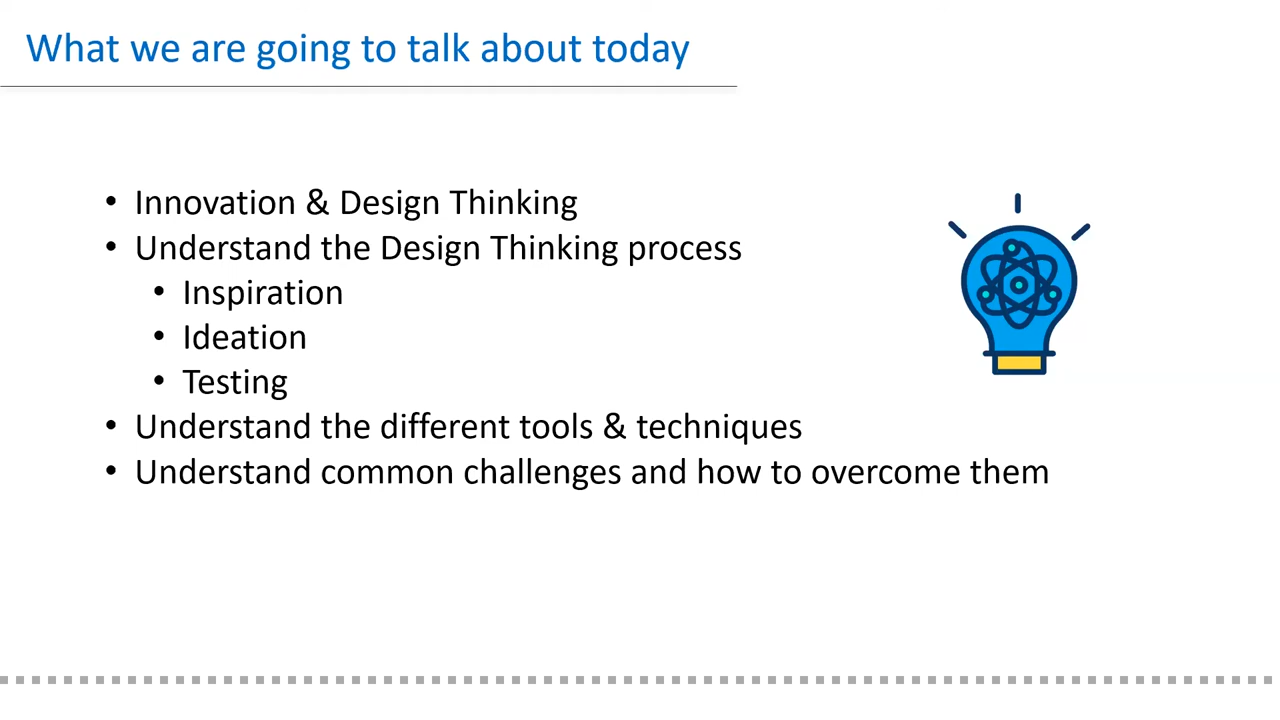 What we are going to talk about today
• Innovation & Design Thinking
• Understand the Design Thinking process
• Inspiration
• Ideation
• Testing
• Understand the different tools & techniques
• Understand common challenges and how to overcome them